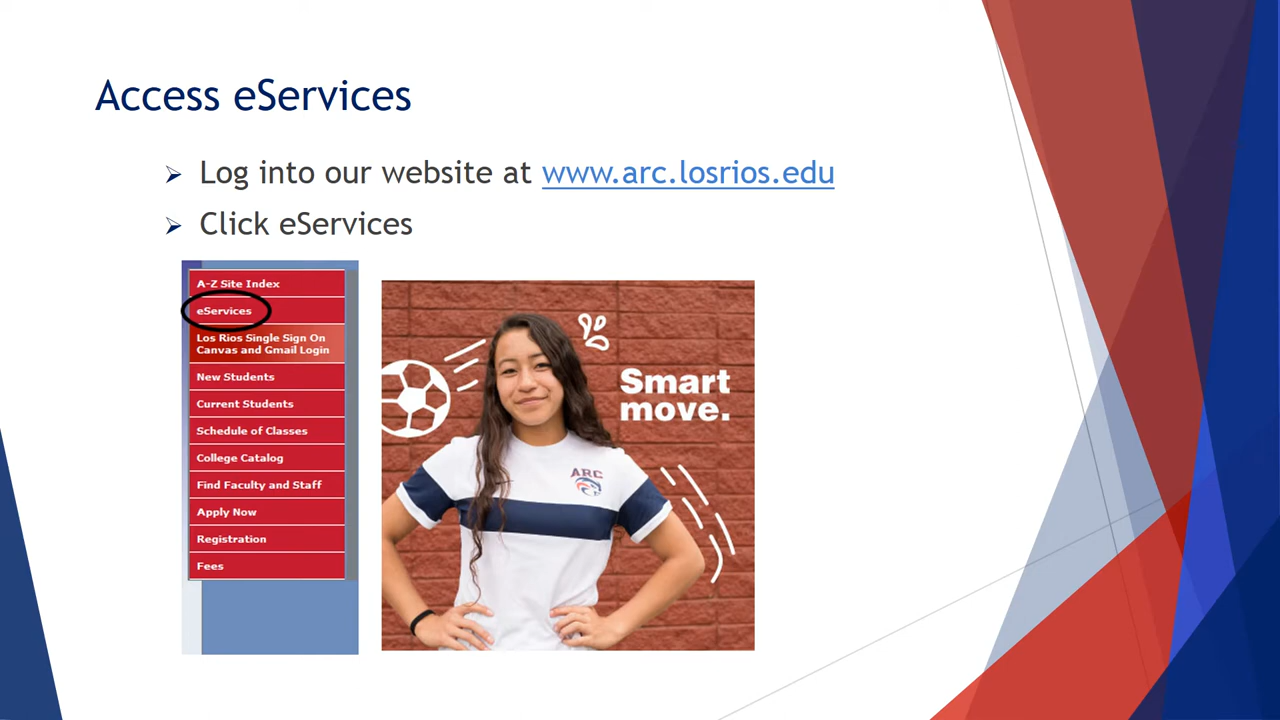 Access eServices
Log into our website at www.arc.losrios.edu
Click eServices
A-Z Site Index
eServices
Los Rios Single Sign On
Canvas and Gmail Login
New Students
Current Students
Schedule of Classes
College Catalog
Find Faculty and Staff
Apply Now
Registration
Fees
Smart
move.
ARC